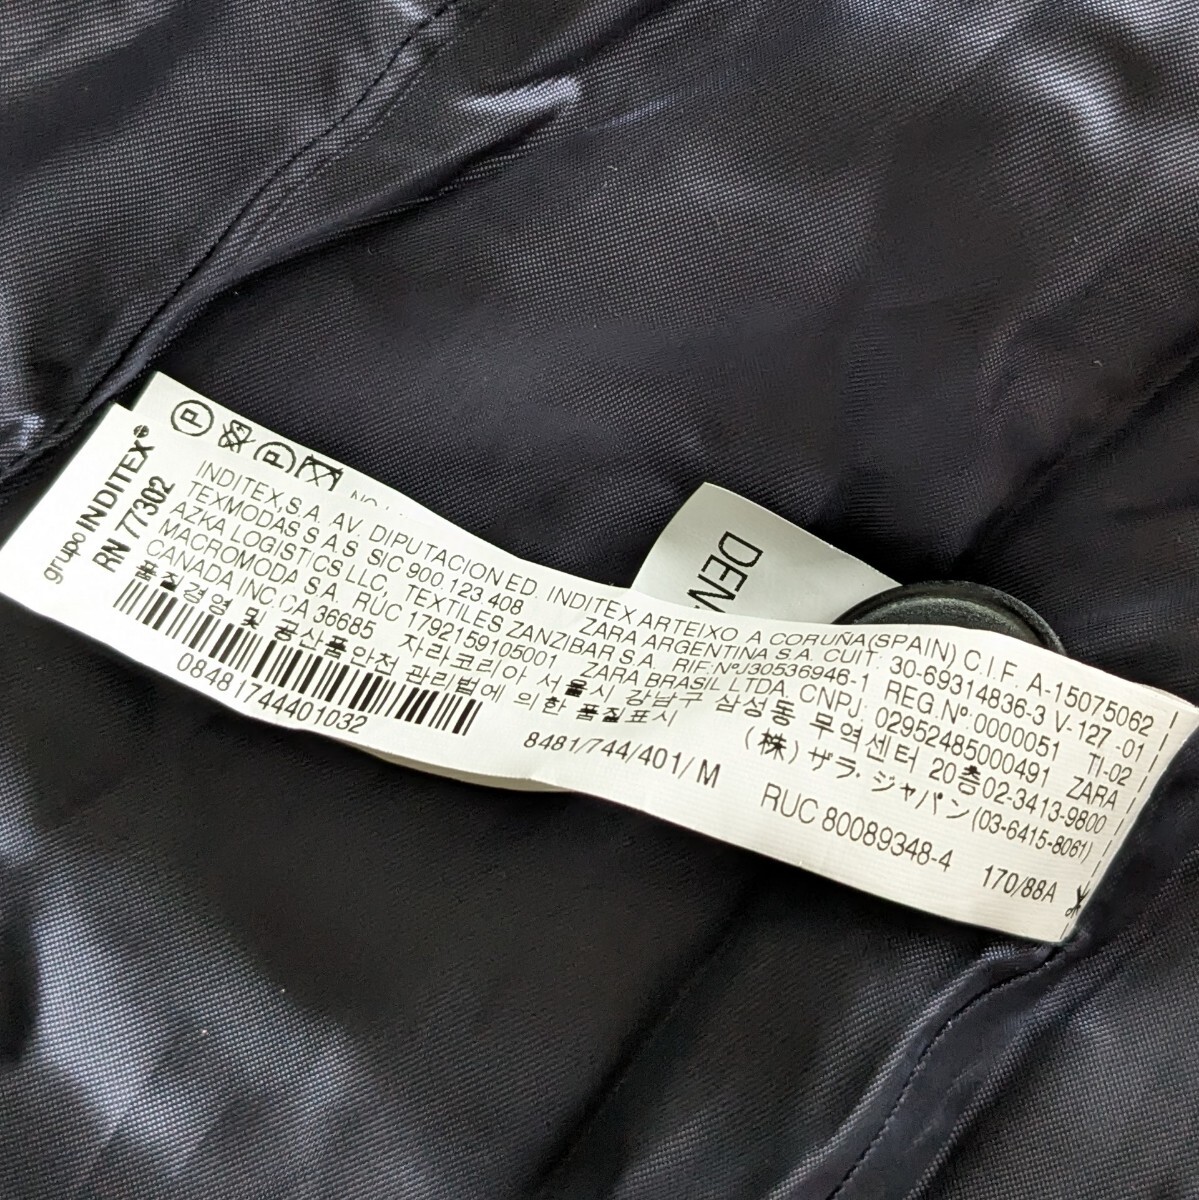 grupo INDITEX®
RN 77302
INDITEX,S.A. AV. DIPUTACION ED. INDITEX ARTEIXO A CORUÑA(SPAIN) C.I.F. A-15075062
TEXMODAS S A S SIC 900 123 408 ZARA ARGENTINA S.A. CUIT: 30-69314836-3 V-127 -01
AZKA LOGISTICS LLC, TEXTILES ZANZIBAR S.A., RIF:NºJ30536946-1 REG.Nº:0000051 TI-02
MACROMODA S.A. RUC 1792159105001 ZARA BRASIL LTDA, CNPJ: 02952485000491 ZARA
CANADA INC.CA 36685 자라코리아 서울시 강남구 삼성동 무역센터 20층02-3413-9800
품질경영 및 공산품안전 관리법에 의한 품질표시 (株) ザラ・ジャパン(03-6415-8061)
08481744401032
8481/744/401/ M RUC 80089348-4 170/88A